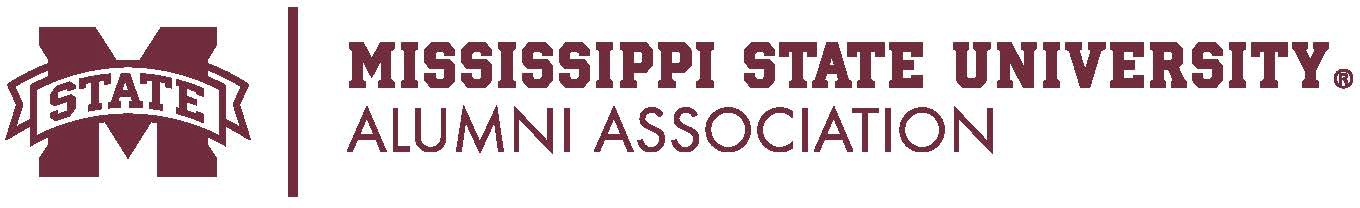 STATE
MISSISSIPPI STATE UNIVERSITY®
ALUMNI ASSOCIATION